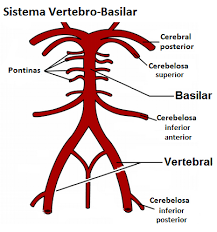 Sistema Vertebro-Basilar
Cerebral
posterior
Pontinas
Cerebelosa
superior
Basilar
Cerebelosa
inferior
anterior
Vertebral
Cerebelosa
inferior
posterior